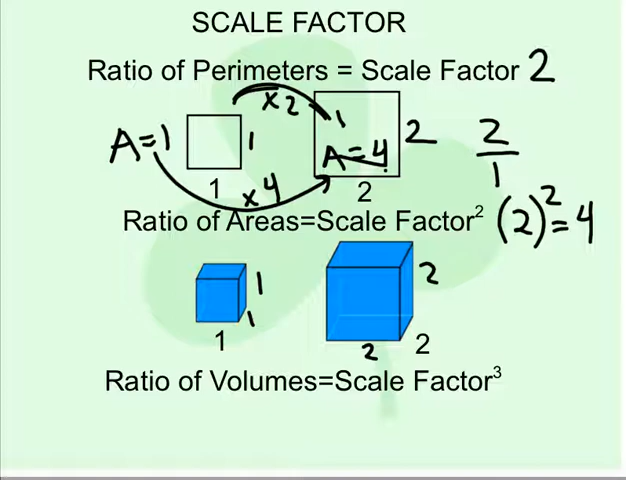 SCALE FACTOR
Ratio of Perimeters = Scale Factor 2
x2
1
A=1
1
A=4
2
2/1
1
x4
2
Ratio of Areas=Scale Factor² (2)²=4
1
1
1
2
2
2
Ratio of Volumes=Scale Factor³